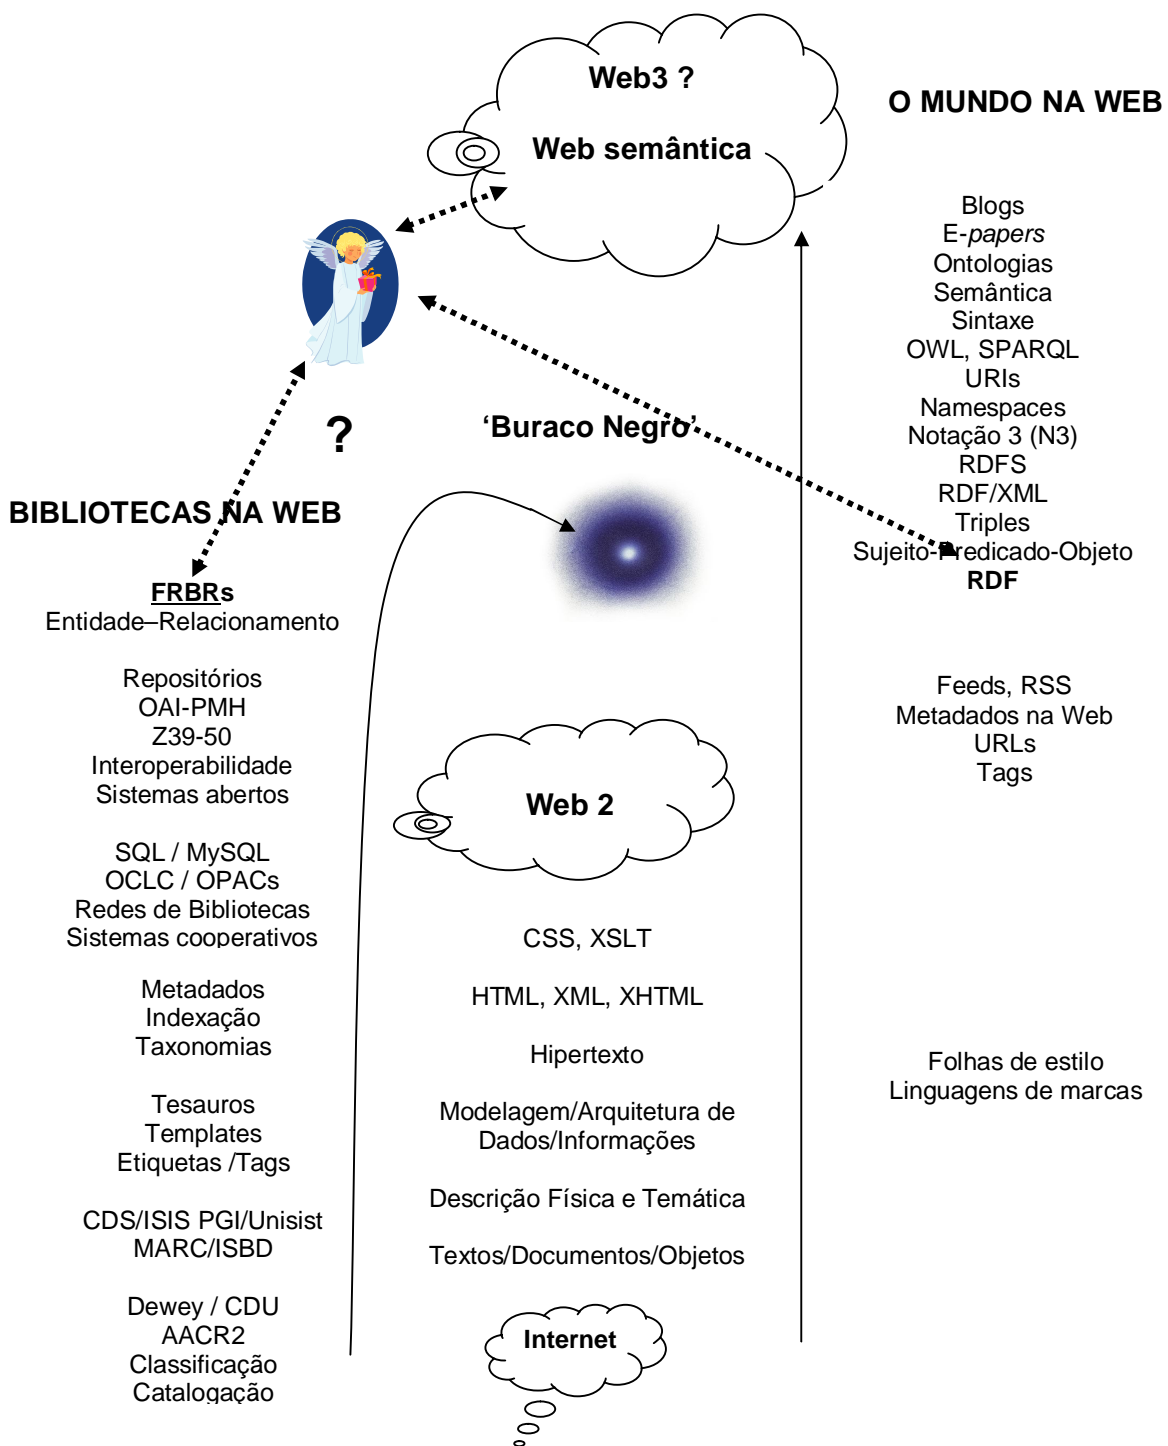 Web3 ?
Web semântica
O MUNDO NA WEB
Blogs
E-papers
Ontologias
Semântica
Sintaxe
OWL, SPARQL
URIs
Namespaces
Notação 3 (N3)
RDFS
RDF/XML
Triples
Sujeito-Predicado-Objeto
RDF
?
‘Buraco Negro’
BIBLIOTECAS NA WEB
FRBRs
Entidade–Relacionamento
Repositórios
OAI-PMH
Z39-50
Interoperabilidade
Sistemas abertos
SQL / MySQL
OCLC / OPACs
Redes de Bibliotecas
Sistemas cooperativos
Metadados
Indexação
Taxonomias
Tesauros
Templates
Etiquetas /Tags
CDS/ISIS PGI/Unisist
MARC/ISBD
Dewey / CDU
AACR2
Classificação
Catalogação
Web 2
CSS, XSLT
HTML, XML, XHTML
Hipertexto
Modelagem/Arquitetura de
Dados/Informações
Descrição Física e Temática
Textos/Documentos/Objetos
Internet
Feeds, RSS
Metadados na Web
URLs
Tags
Folhas de estilo
Linguagens de marcas